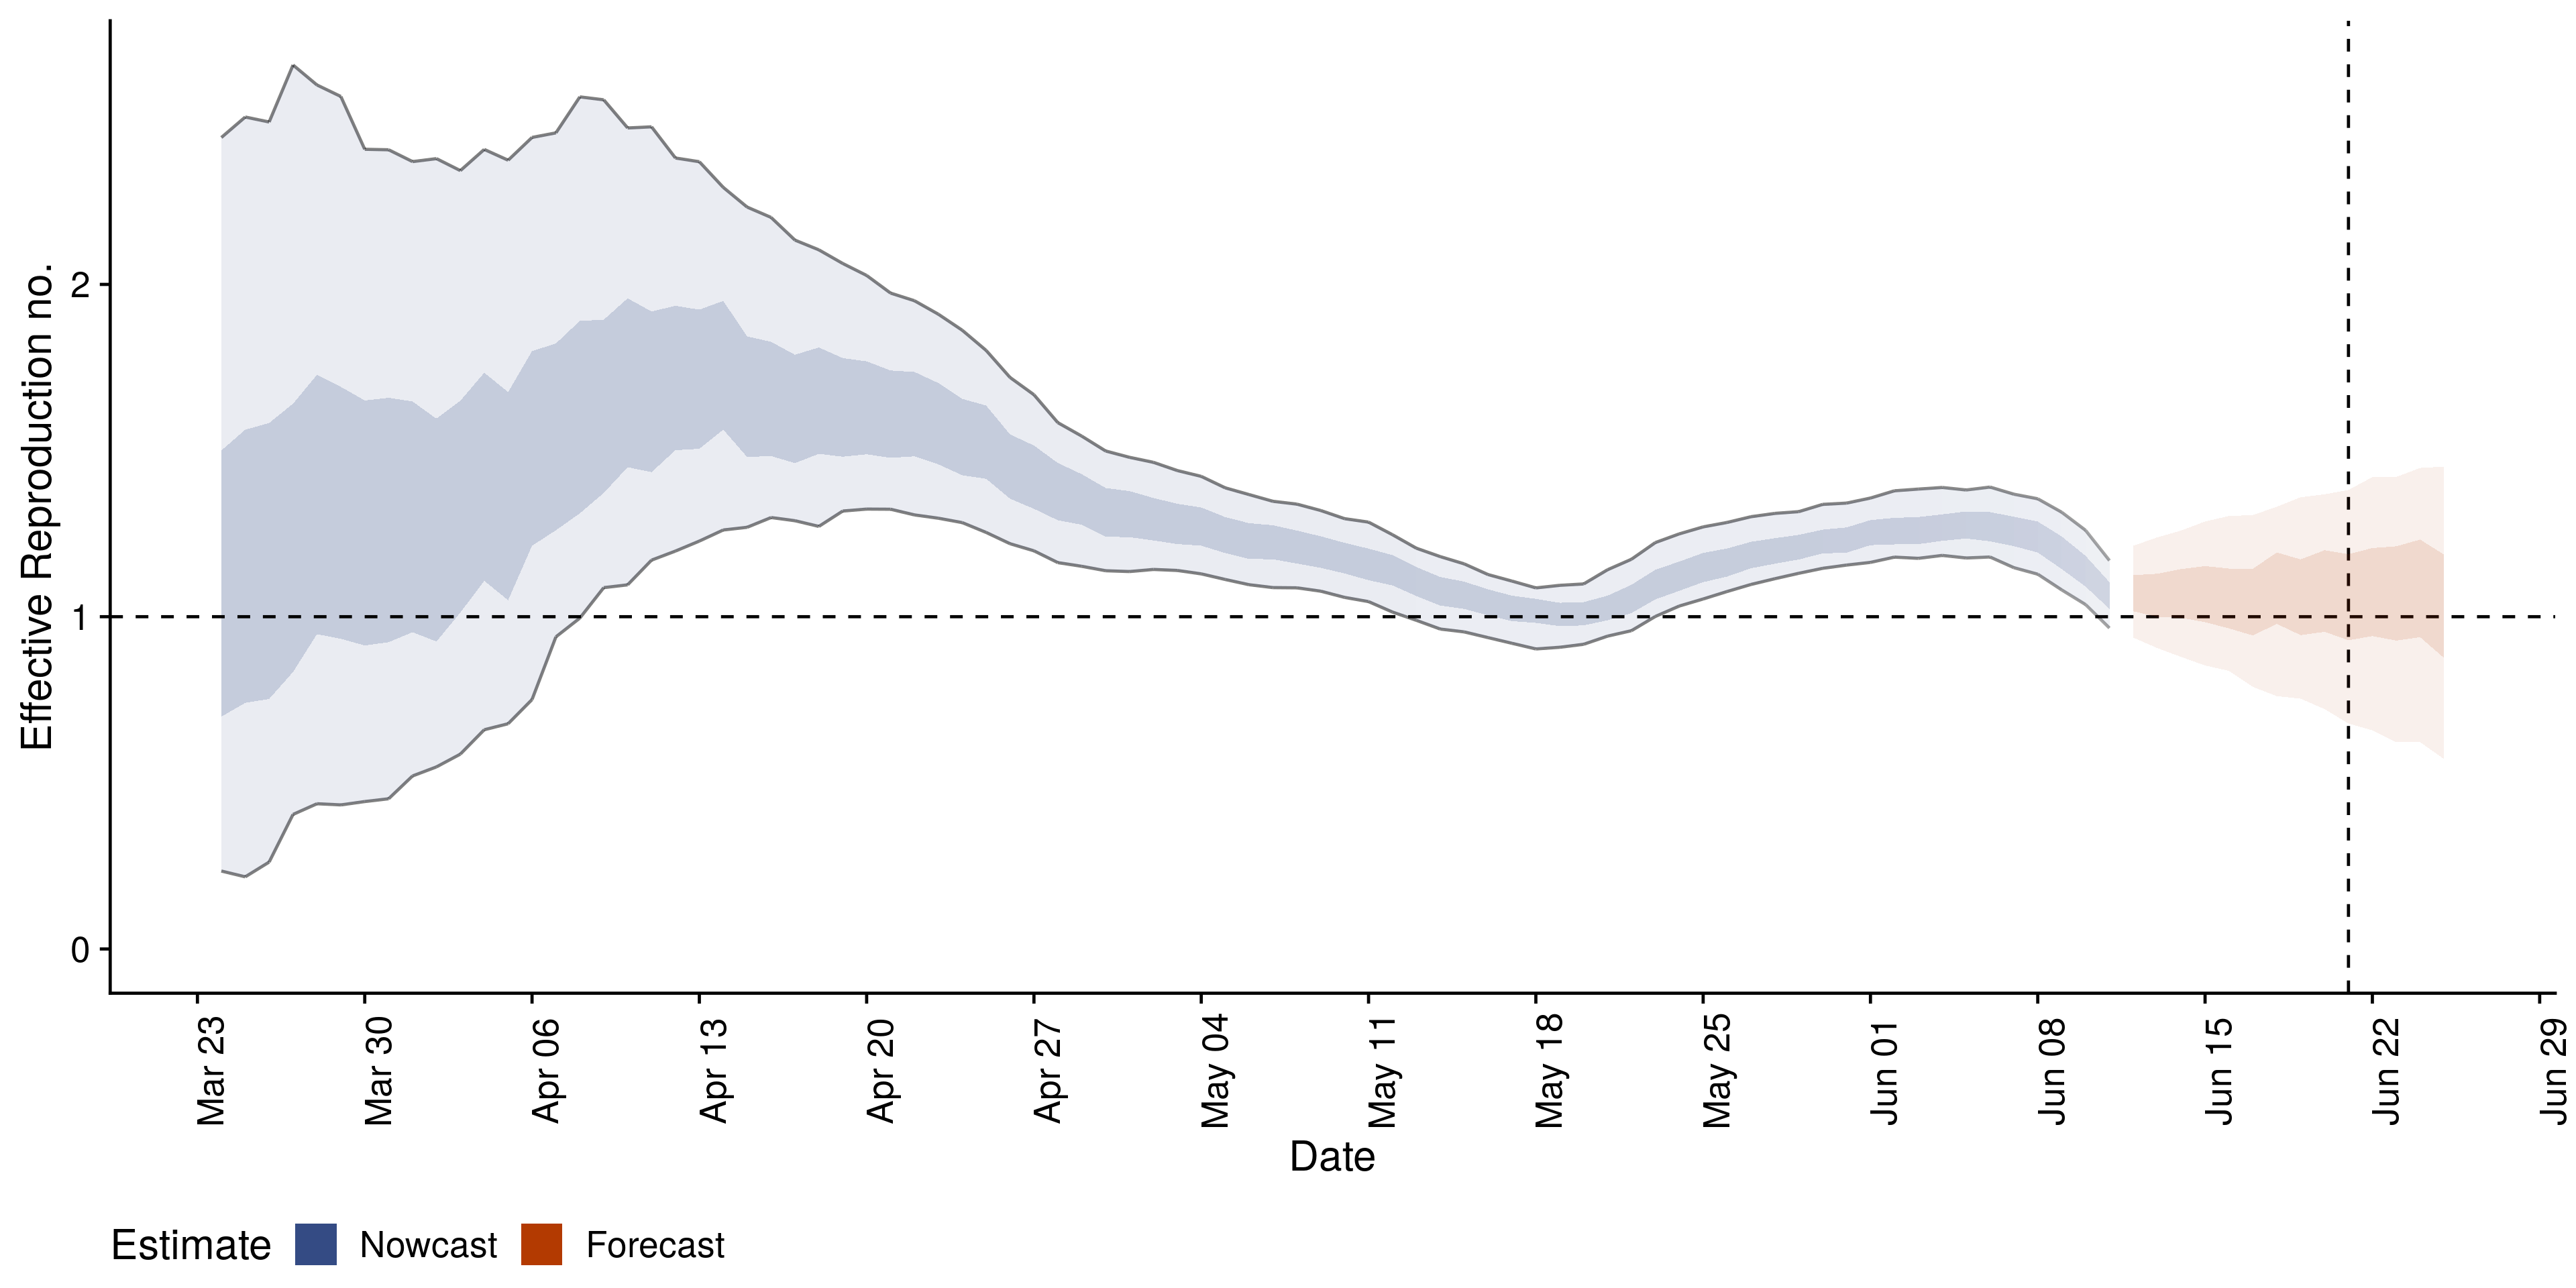 Effective Reproduction no.
2
1
0
Mar 23
Mar 30
Apr 06
Apr 13
Apr 20
Apr 27
May 04
May 11
May 18
May 25
Jun 01
Jun 08
Jun 15
Jun 22
Jun 29
Date
Estimate Nowcast Forecast